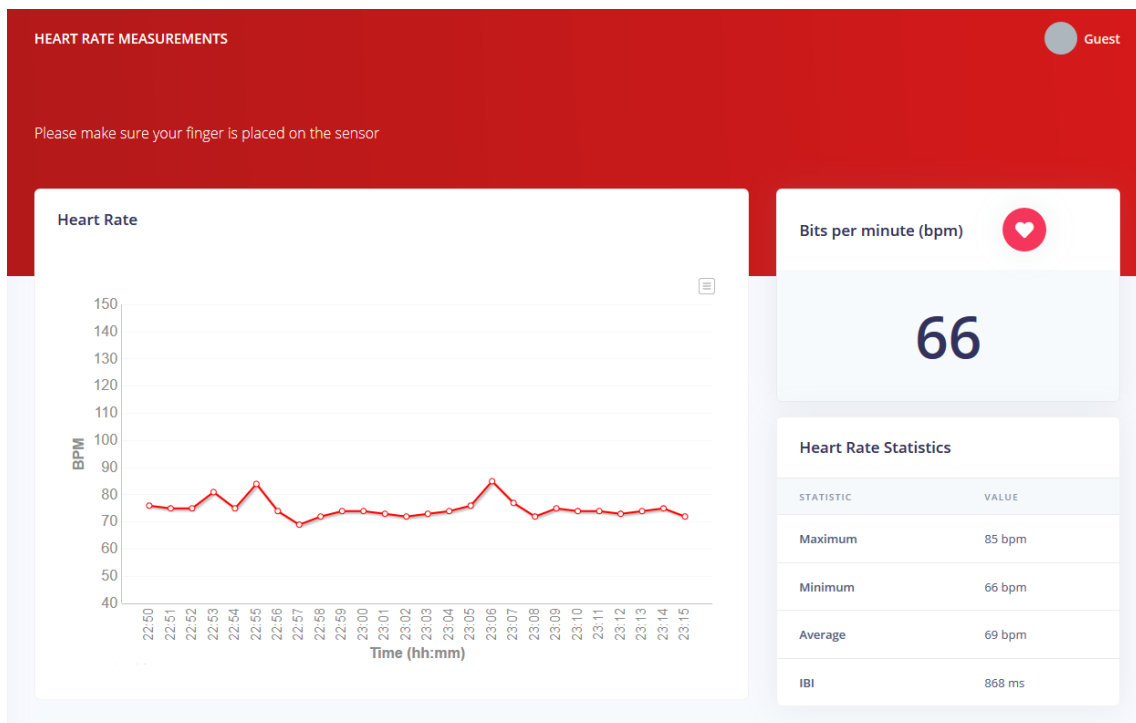 HEART RATE MEASUREMENTS
Guest
Please make sure your finger is placed on the sensor
Heart Rate
150
140
130
120
110
100
90
80
70
60
50
40
BPM
22:50 22:51 22:52 22:53 22:54 22:55 22:56 22:57 22:58 22:59 23:00 23:01 23:02 23:03 23:04 23:05 23:06 23:07 23:08 23:09 23:10 23:11 23:12 23:13 23:14 23:15
Time (hh:mm)
Bits per minute (bpm)
66
Heart Rate Statistics
STATISTIC VALUE
Maximum 85 bpm
Minimum 66 bpm
Average 69 bpm
IBI 868 ms